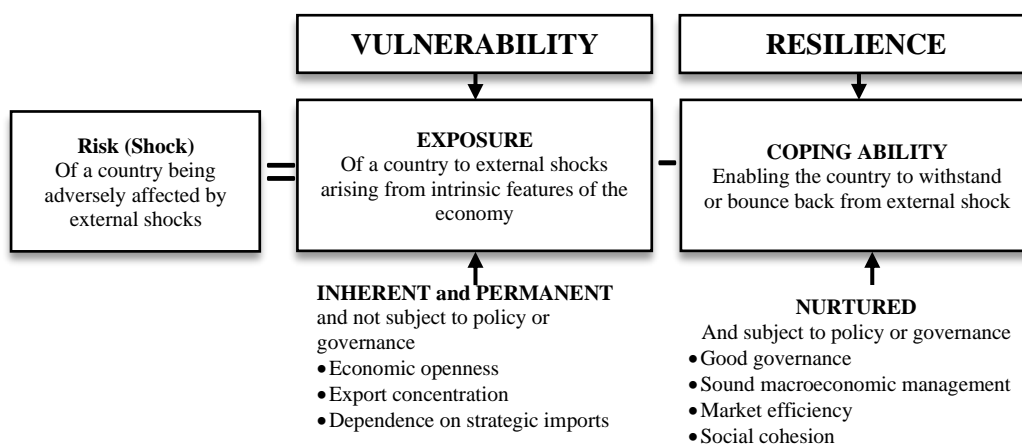 VULNERABILITY
RESILIENCE
Risk (Shock)
Of a country being
adversely affected by
external shocks
=
EXPOSURE
Of a country to external shocks
arising from intrinsic features of the
economy
-
COPING ABILITY
Enabling the country to withstand
or bounce back from external shock
INHERENT and PERMANENT
and not subject to policy or
governance
•Economic openness
•Export concentration
•Dependence on strategic imports
NURTURED
And subject to policy or governance
•Good governance
•Sound macroeconomic management
•Market efficiency
•Social cohesion